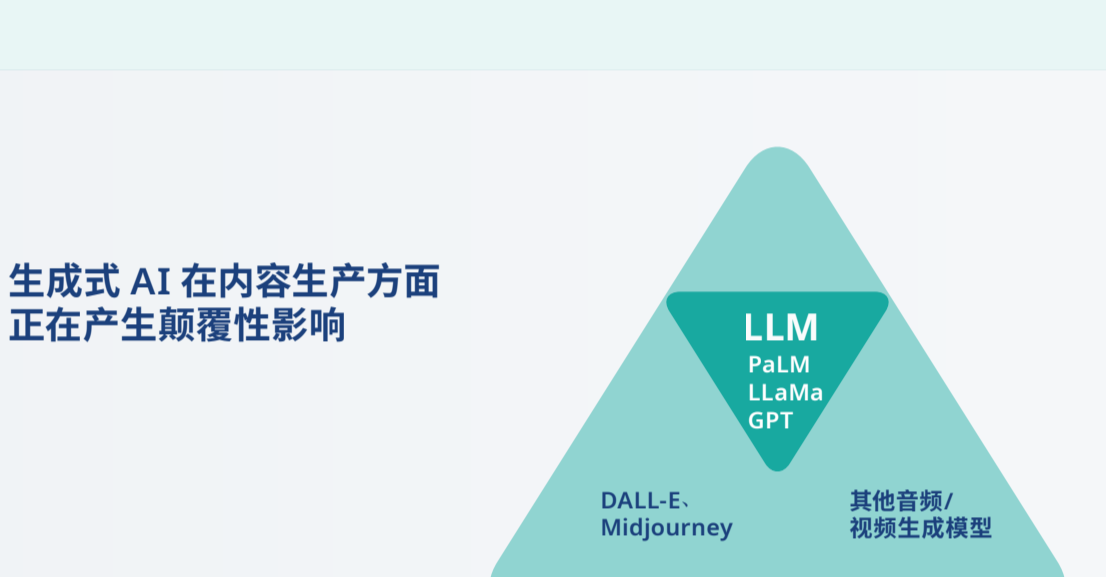 生成式 AI 在内容生产方面
正在产生颠覆性影响
LLM
PaLM
LLaMa
GPT
DALL-E、
Midjourney
其他音频/
视频生成模型